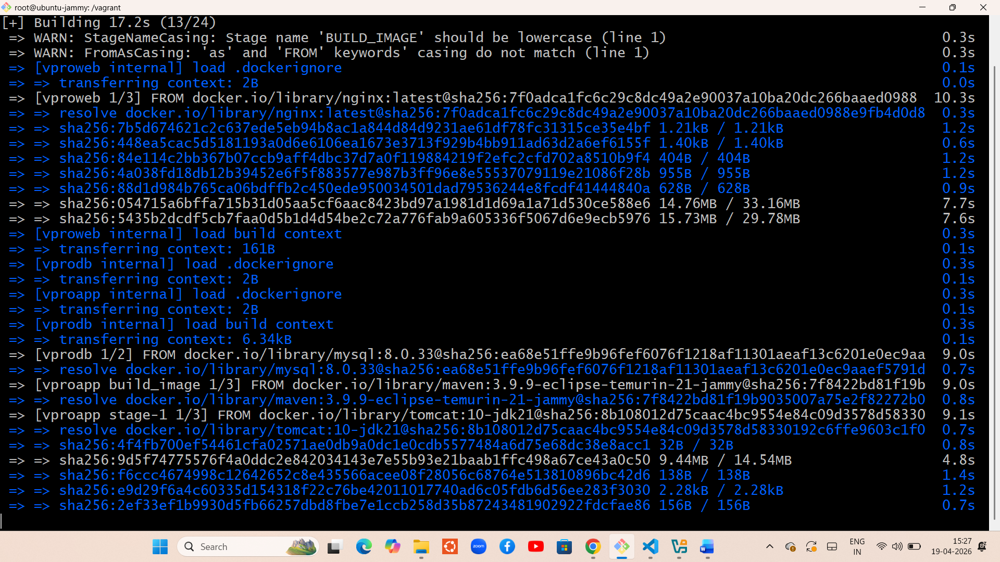 root@ubuntu-jammy: /vagrant
[+] Building 17.2s (13/24)
=> WARN: StageNameCasing: Stage name 'BUILD_IMAGE' should be lowercase (line 1) 0.3s
=> WARN: FromAsCasing: 'as' and 'FROM' keywords' casing do not match (line 1) 0.3s
=> [vproweb internal] load .dockerignore 0.1s
=> => transferring context: 2B 0.0s
=> [vproweb 1/3] FROM docker.io/library/nginx:latest@sha256:7f0adca1fc6c29c8dc49a2e90037a10ba20dc266baaed0988 10.3s
=> => resolve docker.io/library/nginx:latest@sha256:7f0adca1fc6c29c8dc49a2e90037a10ba20dc266baaed0988e9fb4d0d8 0.3s
=> => sha256:7b5d674621c2c637ede5eb94b8ac1a844d84d9231ae61df78fc31315ce35e4bf 1.21kB / 1.21kB 1.2s
=> => sha256:448ea5cac5d5181193a0d6e6106ea1673e3713f929b4bb911ad63d2a6ef6155f 1.40kB / 1.40kB 0.6s
=> => sha256:84e114c2bb367b07ccb9aff4dbc37d7a0f119884219f2efc2cfd702a8510b9f4 404B / 404B 1.2s
=> => sha256:4a038fd18db12b39452e6f5f883577e987b3ff96e8e55537079119e21086f28b 955B / 955B 1.2s
=> => sha256:88d1d984b765ca06bdffb2c450ede950034501dad79536244e8fcdf41444840a 628B / 628B 0.9s
=> => sha256:054715a6bffa715b31d05aa5cf6aac8423bd97a1981d1d69a1a71d530ce588e6 14.76MB / 33.16MB 7.7s
=> => sha256:5435b2dcdf5cb7faa0d5b1d4d54be2c72a776fab9a605336f5067d6e9ecb5976 15.73MB / 29.78MB 7.6s
=> [vproweb internal] load build context 0.3s
=> => transferring context: 161B 0.1s
=> [vprodb internal] load .dockerignore 0.3s
=> => transferring context: 2B 0.1s
=> [vproapp internal] load .dockerignore 0.3s
=> => transferring context: 2B 0.1s
=> [vprodb internal] load build context 0.3s
=> => transferring context: 6.34kB 0.1s
=> [vprodb 1/2] FROM docker.io/library/mysql:8.0.33@sha256:ea68e51ffe9b96fef6076f1218af11301aeaf13c6201e0ec9aa 9.0s
=> => resolve docker.io/library/mysql:8.0.33@sha256:ea68e51ffe9b96fef6076f1218af11301aeaf13c6201e0ec9aaef5791d 0.7s
=> [vproapp build_image 1/3] FROM docker.io/library/maven:3.9.9-eclipse-temurin-21-jammy@sha256:7f8422bd81f19b 9.0s
=> => resolve docker.io/library/maven:3.9.9-eclipse-temurin-21-jammy@sha256:7f8422bd81f19b9035007a75e2f82272b0 0.8s
=> [vproapp stage-1 1/3] FROM docker.io/library/tomcat:10-jdk21@sha256:8b108012d75caac4bc9554e84c09d3578d58330 9.1s
=> => resolve docker.io/library/tomcat:10-jdk21@sha256:8b108012d75caac4bc9554e84c09d3578d58330192c6ffe9603c1f0 0.7s
=> => sha256:4f4fb700ef54461cfa02571ae0db9a0dc1e0cdb5577484a6d75e68dc38e8acc1 32B / 32B 0.8s
=> => sha256:9d5f74775576f4a0ddc2e842034143e7e55b93e21baab1ffc498a67ce43a0c50 9.44MB / 14.54MB 4.8s
=> => sha256:f6ccc4674998c12642652c8e435566acee08f28056c68764e513810896bc42d6 138B / 138B 1.4s
=> => sha256:e9d29f6a4c60335d154318f22c76be42011017740ad6c05fdb6d56ee283f3030 2.28kB / 2.28kB 1.2s
=> => sha256:2ef33ef1b9930d5fb66257dbd8fbe7e1ccb258d35b87243481902922fdcfae86 156B / 156B 0.7s
Search
zoom
ENG
IN
15:27
19-04-2026